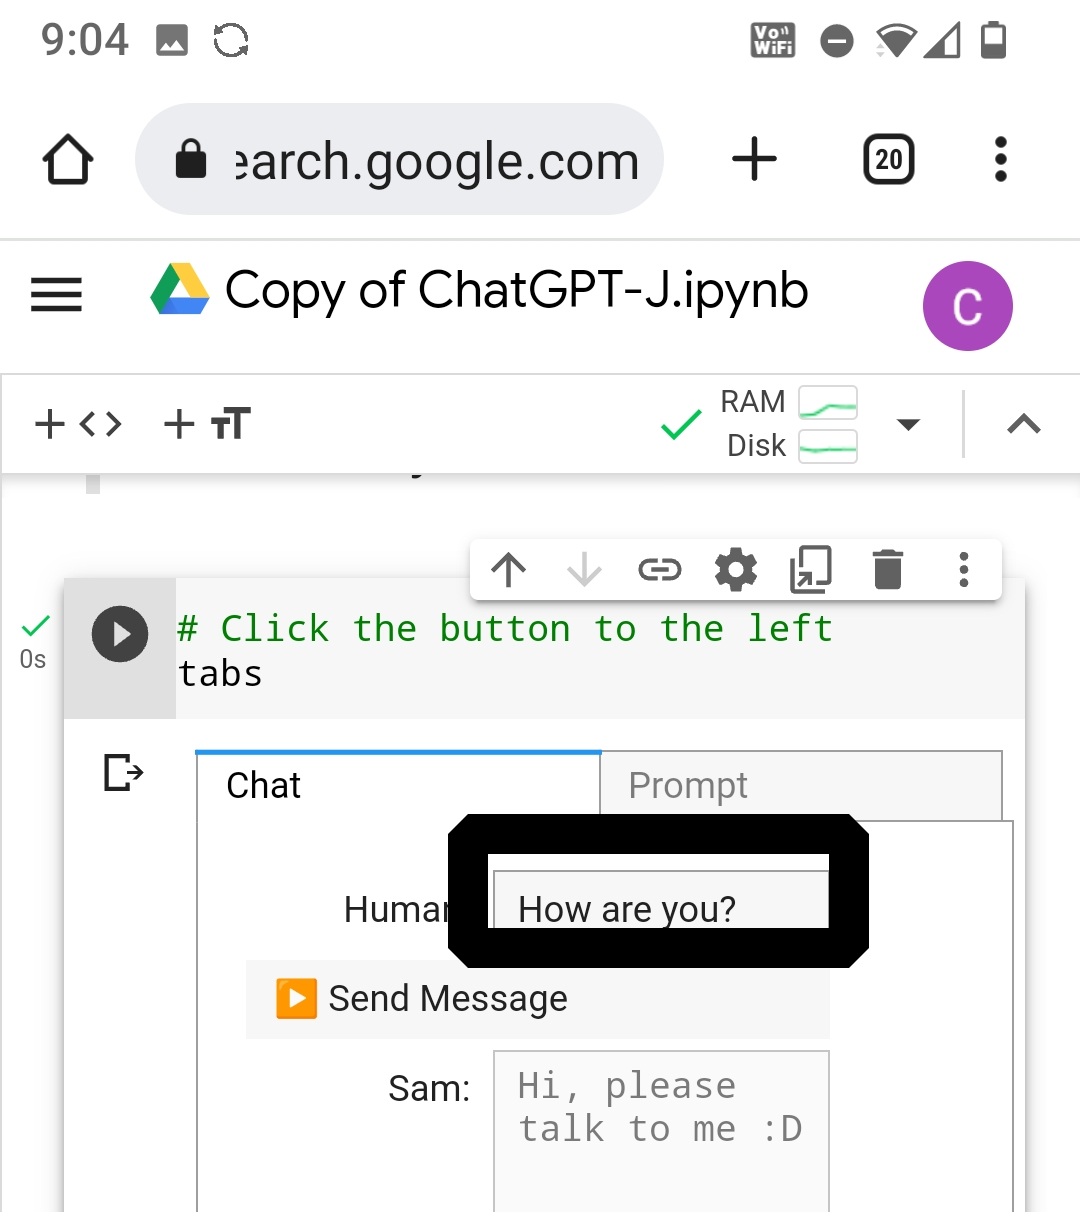 9:04
Vo
WiFi
earch.google.com
20
Copy of ChatGPT-J.ipynb
C
RAM
Disk
# Click the button to the left
0s
tabs
Chat
Prompt
Human
How are you?
Send Message
Sam:
Hi, please
talk to me :D